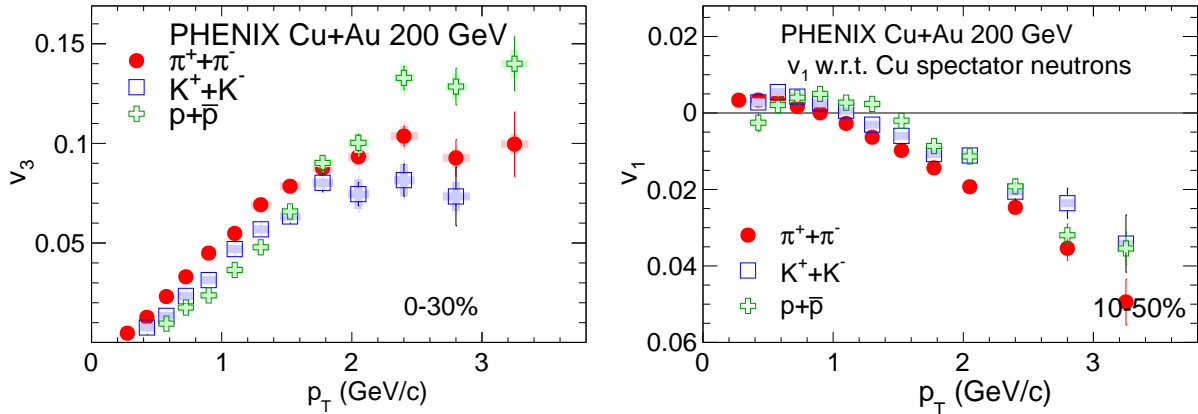 PHENIX Cu+Au 200 GeV
π⁺+π⁻
K⁺+K⁻
p+p̅
0-30%
v₃
0.15
0.1
0.05
0 1 2 3
p_T (GeV/c)
PHENIX Cu+Au 200 GeV
v₁ w.r.t. Cu spectator neutrons
π⁺+π⁻
K⁺+K⁻
p+p̅
10-50%
v₁
0.02
0
0.02
0.04
0.06
0 1 2 3
p_T (GeV/c)